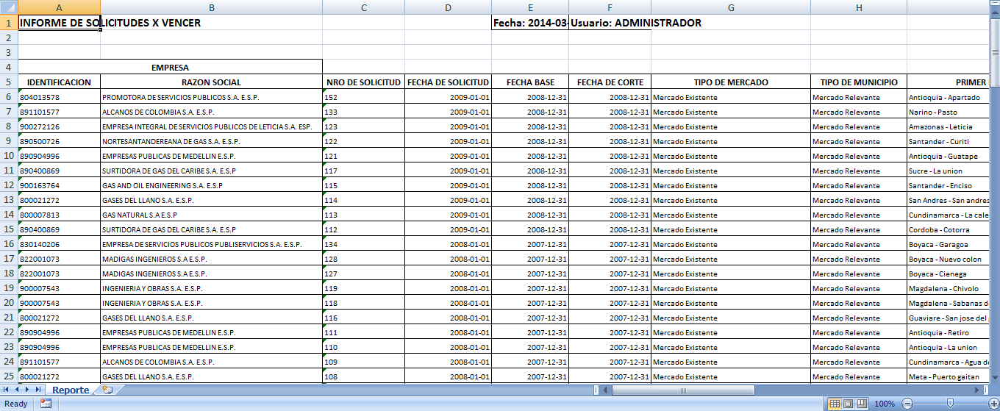 A B C D E F G H
1 INFORME DE SOLICITUDES X VENCER Fecha: 2014-03- Usuario: ADMINISTRADOR
2
3
4 EMPRESA
5 IDENTIFICACION RAZON SOCIAL NRO DE SOLICITUD FECHA DE SOLICITUD FECHA BASE FECHA DE CORTE TIPO DE MERCADO TIPO DE MUNICIPIO PRIMER
6 804013578 PROMOTORA DE SERVICIOS PUBLICOS S.A. E.S.P. 152 2009-01-01 2008-12-31 2008-12-31 Mercado Existente Mercado Relevante Antioquia - Apartado
7 891101577 ALCANOS DE COLOMBIA S.A. E.S.P. 133 2009-01-01 2008-12-31 2008-12-31 Mercado Existente Mercado Relevante Narino - Pasto
8 900272126 EMPRESA INTEGRAL DE SERVICIOS PUBLICOS DE LETICIA S.A. ESP. 123 2009-01-01 2008-12-31 2008-12-31 Mercado Existente Mercado Relevante Amazonas - Leticia
9 890500726 NORTESANTANDEREANA DE GAS S.A. E.S.P. 122 2009-01-01 2008-12-31 2008-12-31 Mercado Existente Mercado Relevante Santander - Curiti
10 890904996 EMPRESAS PUBLICAS DE MEDELLIN E.S.P. 121 2009-01-01 2008-12-31 2008-12-31 Mercado Existente Mercado Relevante Antioquia - Guatape
11 890400869 SURTIDORA DE GAS DEL CARIBE S.A. E.S.P 117 2009-01-01 2008-12-31 2008-12-31 Mercado Existente Mercado Relevante Sucre - La union
12 900163764 GAS AND OIL ENGINEERING S.A. E.S.P 115 2009-01-01 2008-12-31 2008-12-31 Mercado Existente Mercado Relevante Santander - Enciso
13 800021272 GASES DEL LLANO S.A. E.S.P. 114 2009-01-01 2008-12-31 2008-12-31 Mercado Existente Mercado Relevante San Andres - San andres
14 800007813 GAS NATURAL S.A E.S.P 113 2009-01-01 2008-12-31 2008-12-31 Mercado Existente Mercado Relevante Cundinamarca - La cale
15 890400869 SURTIDORA DE GAS DEL CARIBE S.A. E.S.P 112 2009-01-01 2008-12-31 2008-12-31 Mercado Existente Mercado Relevante Cordoba - Cotorra
16 830140206 EMPRESA DE SERVICIOS PUBLICOS PUBLISERVICIOS S.A. E.S.P. 134 2008-01-01 2007-12-31 2007-12-31 Mercado Existente Mercado Relevante Boyaca - Garagoa
17 822001073 MADIGAS INGENIEROS S.A E.S.P. 128 2008-01-01 2007-12-31 2007-12-31 Mercado Existente Mercado Relevante Boyaca - Nuevo colon
18 822001073 MADIGAS INGENIEROS S.A E.S.P. 127 2008-01-01 2007-12-31 2007-12-31 Mercado Existente Mercado Relevante Boyaca - Cienega
19 900007543 INGENIERIA Y OBRAS S.A. E.S.P. 119 2008-01-01 2007-12-31 2007-12-31 Mercado Existente Mercado Relevante Magdalena - Chivolo
20 900007543 INGENIERIA Y OBRAS S.A. E.S.P. 118 2008-01-01 2007-12-31 2007-12-31 Mercado Existente Mercado Relevante Magdalena - Sabanas d
21 800021272 GASES DEL LLANO S.A. E.S.P. 116 2008-01-01 2007-12-31 2007-12-31 Mercado Existente Mercado Relevante Guaviare - San jose del
22 890904996 EMPRESAS PUBLICAS DE MEDELLIN E.S.P. 111 2008-01-01 2007-12-31 2007-12-31 Mercado Existente Mercado Relevante Antioquia - Retiro
23 890904996 EMPRESAS PUBLICAS DE MEDELLIN E.S.P. 110 2008-01-01 2007-12-31 2007-12-31 Mercado Existente Mercado Relevante Antioquia - La union
24 891101577 ALCANOS DE COLOMBIA S.A. E.S.P. 109 2008-01-01 2007-12-31 2007-12-31 Mercado Existente Mercado Relevante Cundinamarca - Agua d
25 800021272 GASES DEL LLANO S.A. E.S.P. 108 2008-01-01 2007-12-31 2007-12-31 Mercado Existente Mercado Relevante Meta - Puerto gaitan
Reporte
Ready 100%